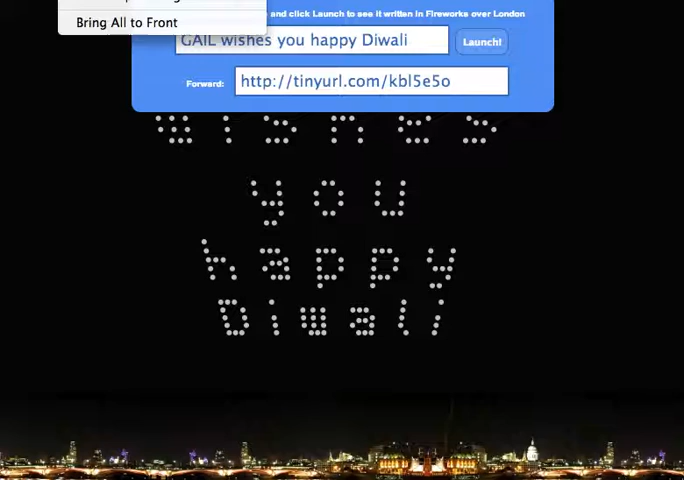 and click Launch to see it written in Fireworks over London
Bring All to Front
GAIL wishes you happy Diwali
Launch!
Forward:
http://tinyurl.com/kbl5e5o
wishes
you
happy
Diwali